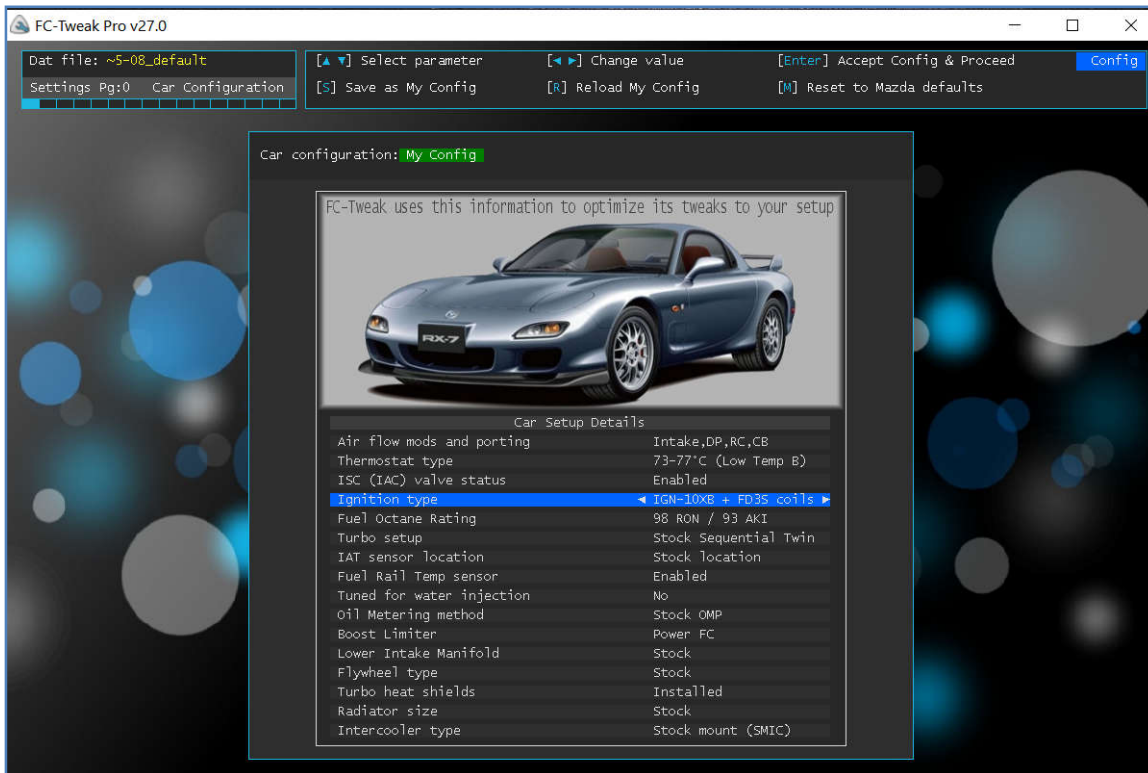 FC-Tweak Pro v27.0
Dat file: ~5-08_default
Settings Pg:0 Car Configuration
[▲ ▼] Select parameter [◄ ►] Change value [Enter] Accept Config & Proceed Config
[S] Save as My Config [R] Reload My Config [M] Reset to Mazda defaults
Car configuration: My Config
FC-Tweak uses this information to optimize its tweaks to your setup
RX-7
Car Setup Details
Air flow mods and porting Intake,DP,RC,CB
Thermostat type 73-77°C (Low Temp B)
ISC (IAC) valve status Enabled
Ignition type ◄ IGN-10XB + FD3S coils ►
Fuel Octane Rating 98 RON / 93 AKI
Turbo setup Stock Sequential Twin
IAT sensor location Stock location
Fuel Rail Temp sensor Enabled
Tuned for water injection No
Oil Metering method Stock OMP
Boost Limiter Power FC
Lower Intake Manifold Stock
Flywheel type Stock
Turbo heat shields Installed
Radiator size Stock
Intercooler type Stock mount (SMIC)